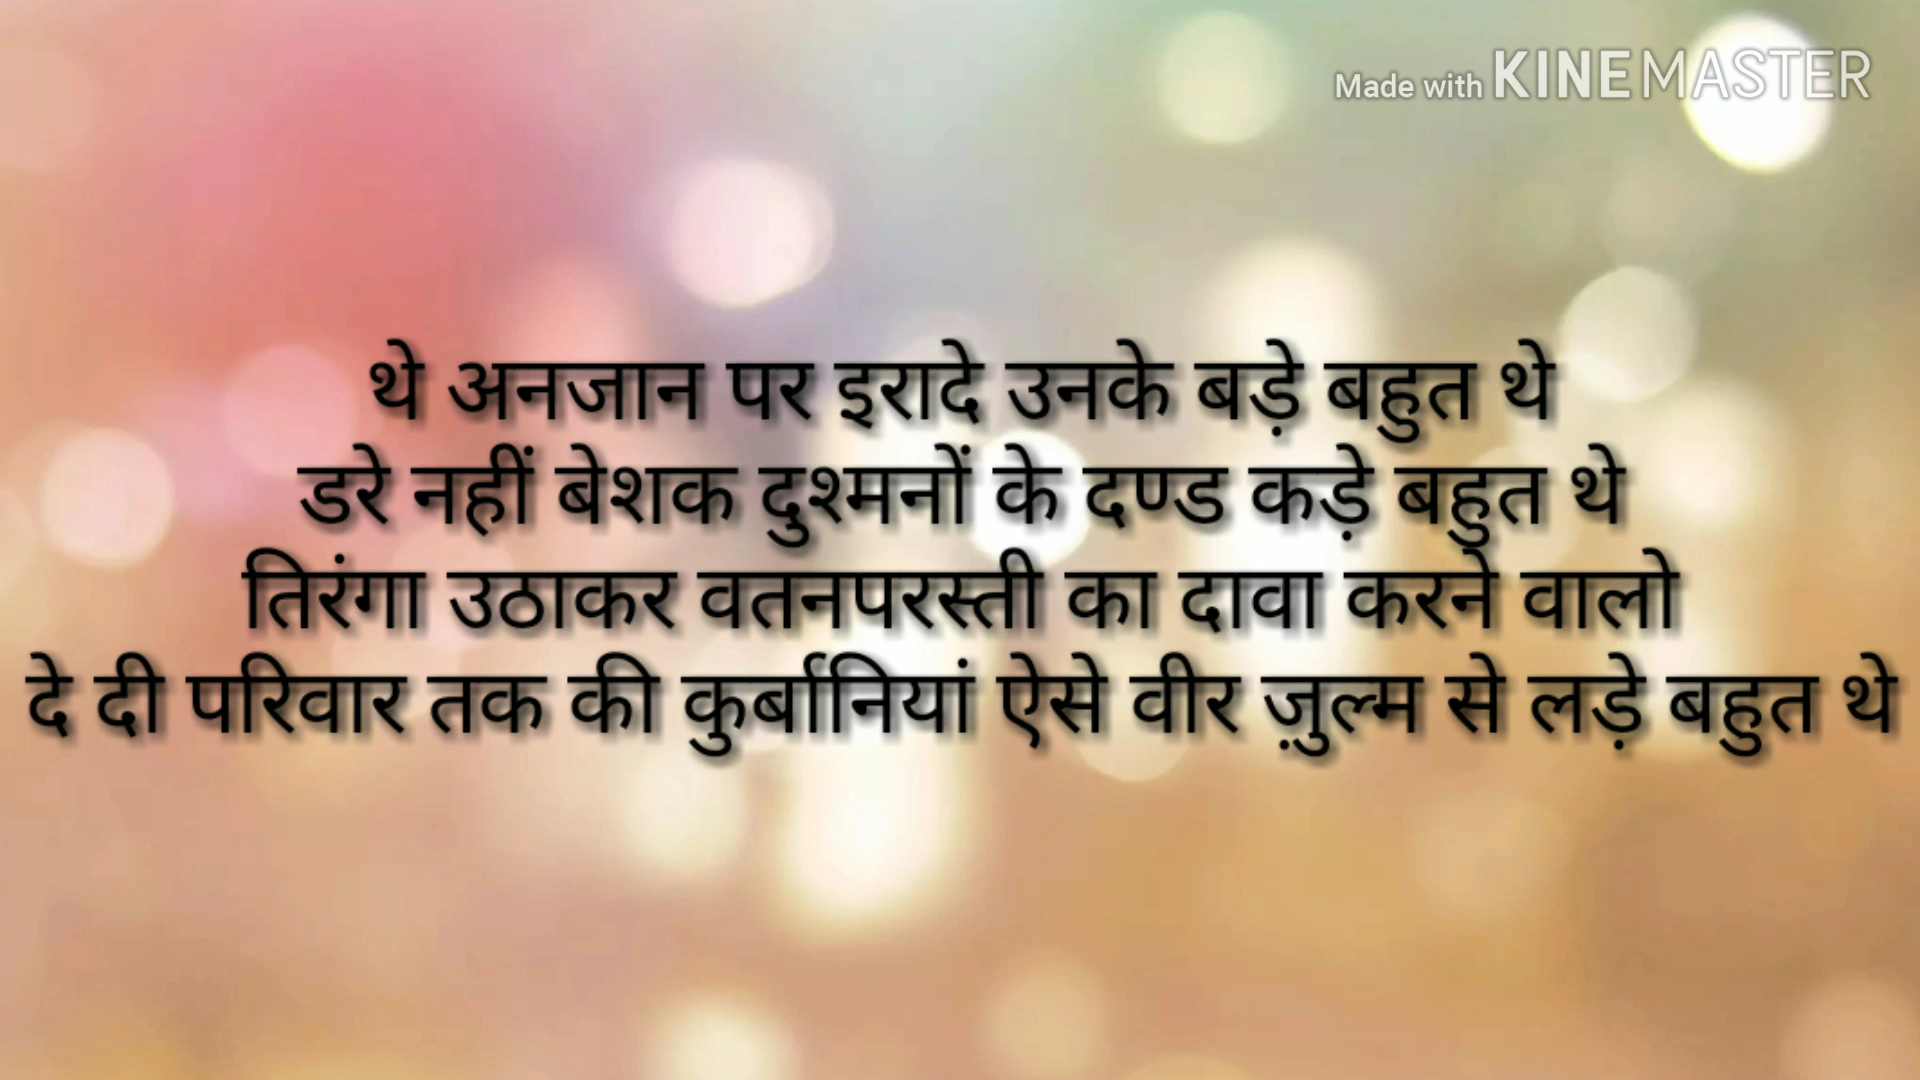 Made with KINEMASTER
थे अनजान पर इरादे उनके बड़े बहुत थे
डरे नहीं बेशक दुश्मनों के दण्ड कड़े बहुत थे
तिरंगा उठाकर वतनपरस्ती का दावा करने वालो
दे दी परिवार तक की कुर्बानियां ऐसे वीर ज़ुल्म से लड़े बहुत थे